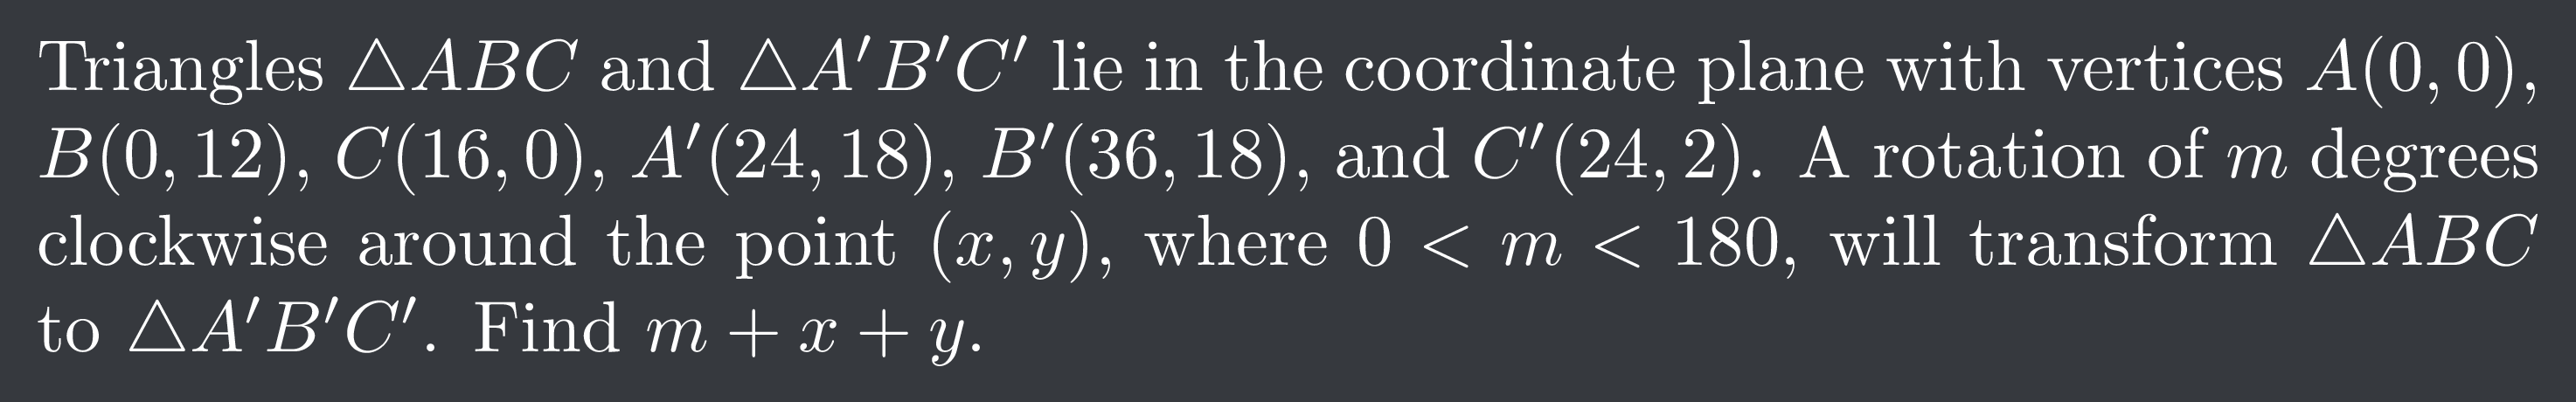 Triangles △ABC and △A′B′C′ lie in the coordinate plane with vertices A(0, 0),
B(0, 12), C(16, 0), A′(24, 18), B′(36, 18), and C′(24, 2). A rotation of m degrees
clockwise around the point (x, y), where 0 < m < 180, will transform △ABC
to △A′B′C′. Find m + x + y.